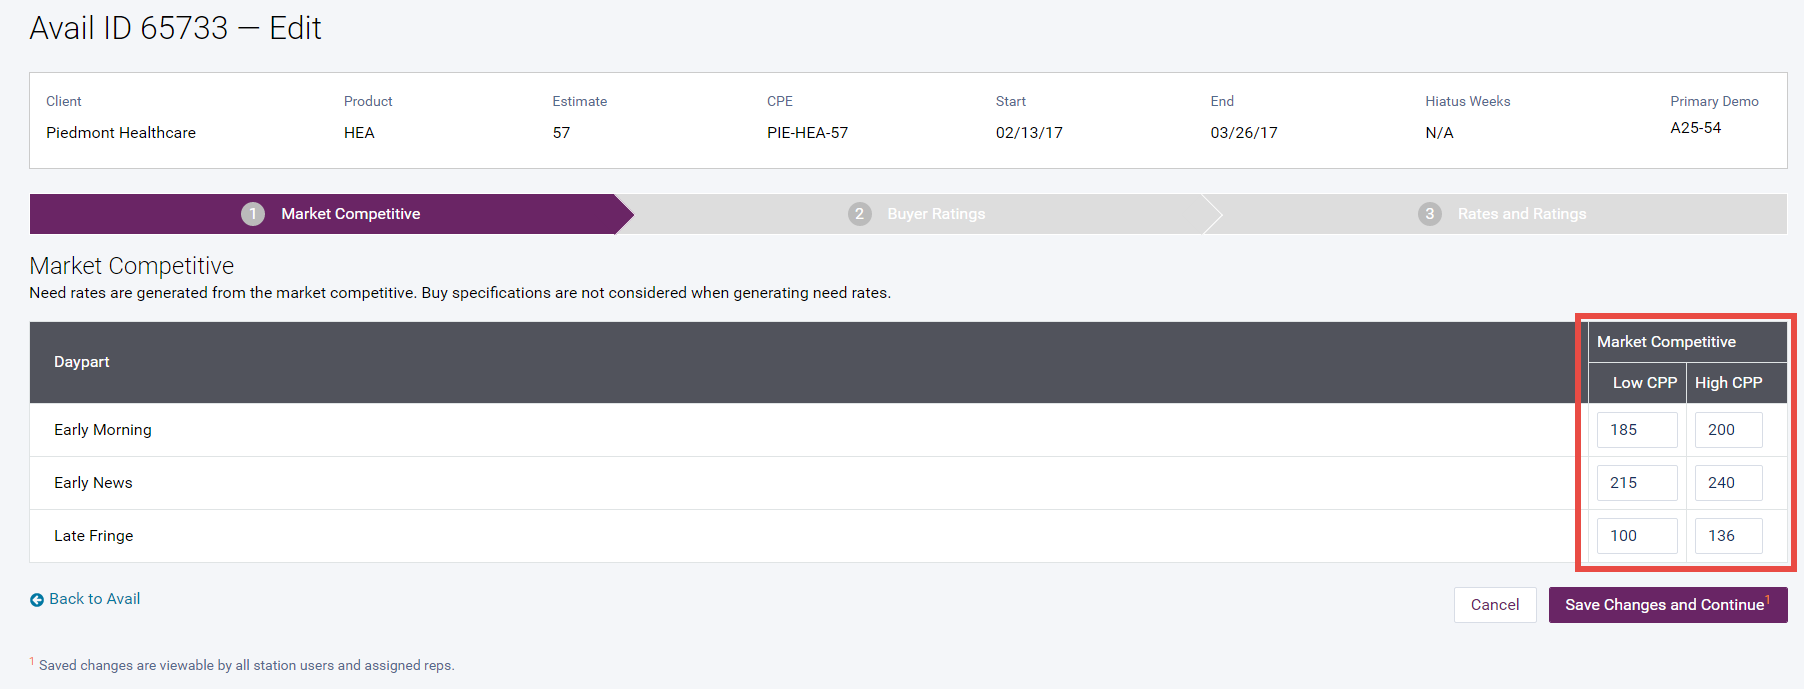 Avail ID 65733 — Edit
Client Product Estimate CPE Start End Hiatus Weeks Primary Demo
Piedmont Healthcare HEA 57 PIE-HEA-57 02/13/17 03/26/17 N/A A25-54
1 Market Competitive 2 Buyer Ratings 3 Rates and Ratings
Market Competitive
Need rates are generated from the market competitive. Buy specifications are not considered when generating need rates.
Daypart Market Competitive
Low CPP High CPP
Early Morning 185 200
Early News 215 240
Late Fringe 100 136
Back to Avail
Cancel Save Changes and Continue1
1 Saved changes are viewable by all station users and assigned reps.